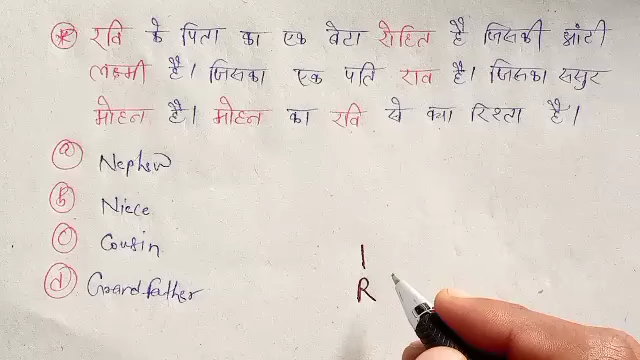 * रवि के पिता का एक बेटा रोहित है जिसकी आंटी
लक्ष्मी है। जिसका एक पति राव है। जिसका ससुर
मोहन है। मोहन का रवि से क्या रिश्ता है।
(a) Nephew
(b) Niece
(c) Cousin
(d) Grandfather
R